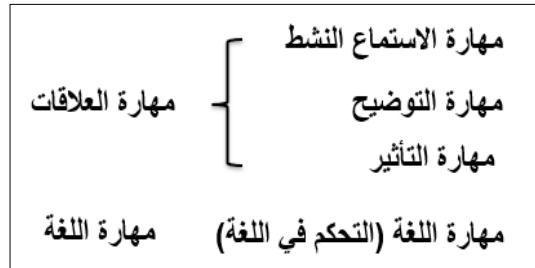 مهارة الاستماع النشط
مهارة التوضيح مهارة العلاقات
مهارة التأثير
مهارة اللغة (التحكم في اللغة) مهارة اللغة